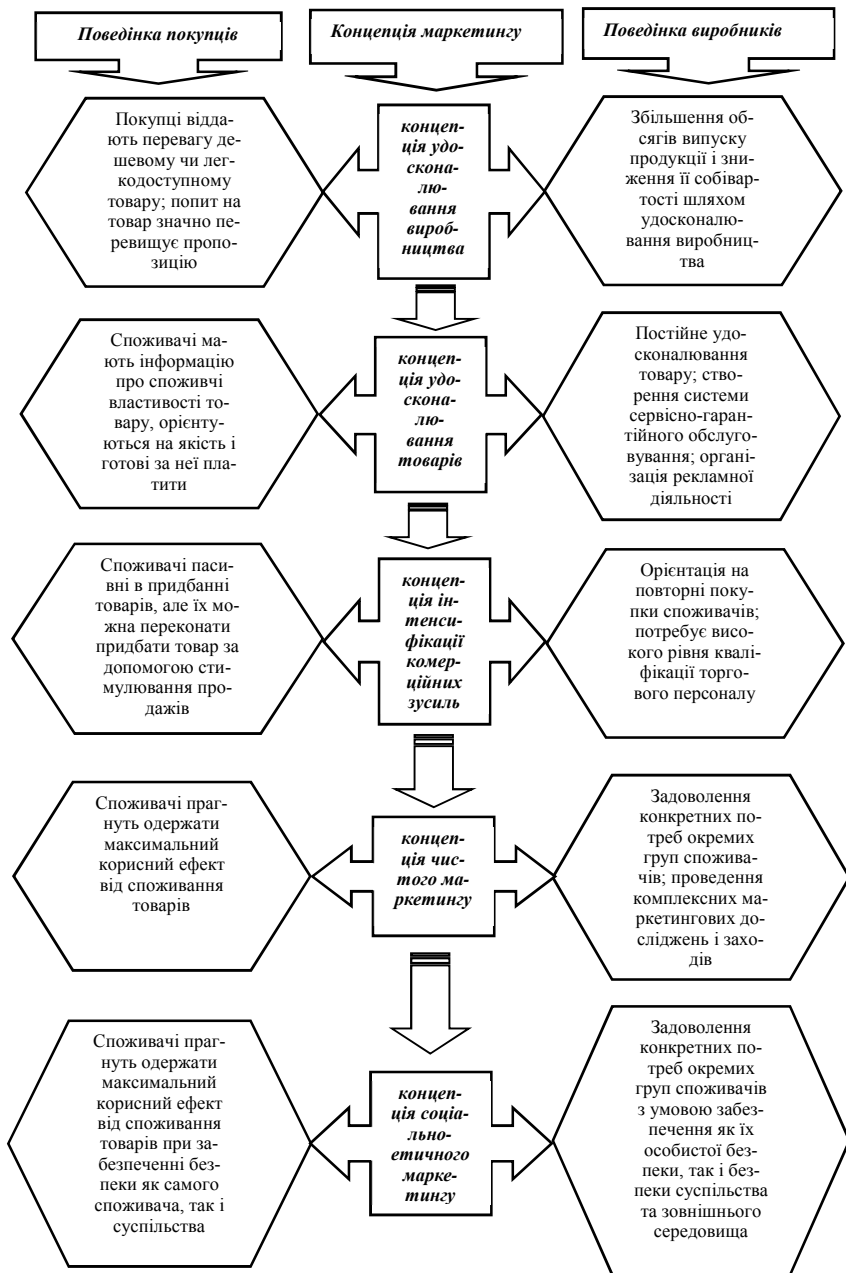 Поведінка покупців
Концепція маркетингу
Поведінка виробників
Покупці відда-
ють перевагу де-
шевому чи лег-
кодоступному
товару; попит на
товар значно пе-
ревищує пропо-
зицію
концеп-
ція удо-
сконa-
лю-
вання
вироб-
ництва
Збільшення об-
сягів випуску
продукції і зни-
ження її собівар-
тості шляхом
удосконалю-
вання виробниц-
тва
Споживачі ма-
ють інформацію
про споживчі
властивості то-
вару, орієнту-
ються на якість і
готові за неї пла-
тити
концеп-
ція удо-
скона-
лю-
вання
товарів
Постійне удо-
сконалювання
товару; ство-
рення системи
сервісно-гаран-
тійного обслуго-
вування; органі-
зація рекламної
діяльності
Споживачі паси-
вні в придбанні
товарів, але їх мо-
жна переконати
придбати товар за
допомогою сти-
мулювання про-
дажів
концеп-
ція ін-
тенси-
фікації
комер-
ційних
зусиль
Орієнтація на
повторні поку-
пки споживачів;
потребує висо-
кого рівня квалі-
фікації торго-
вого персоналу
Споживачі праг-
нуть одержати
максимальний
корисний ефект
від споживання
товарів
концеп-
ція чис-
того ма-
ркетингу
Задоволення
конкретних по-
треб окремих
груп спожива-
чів; проведення
комплексних ма-
ркетингових до-
сліджень і захо-
дів
Споживачі праг-
нуть одержати
максимальний
корисний ефект
від споживання
товарів при за-
безпеченні без-
пеки як самого
споживача, так і
суспільства
концеп-
ція соціа-
льно-
етичного
марке-
тингу
Задоволення
конкретних по-
треб окремих
груп споживачів
з умовою забез-
печення як їх
особистої без-
пеки, так і без-
пеки суспільства
та зовнішнього
середовища